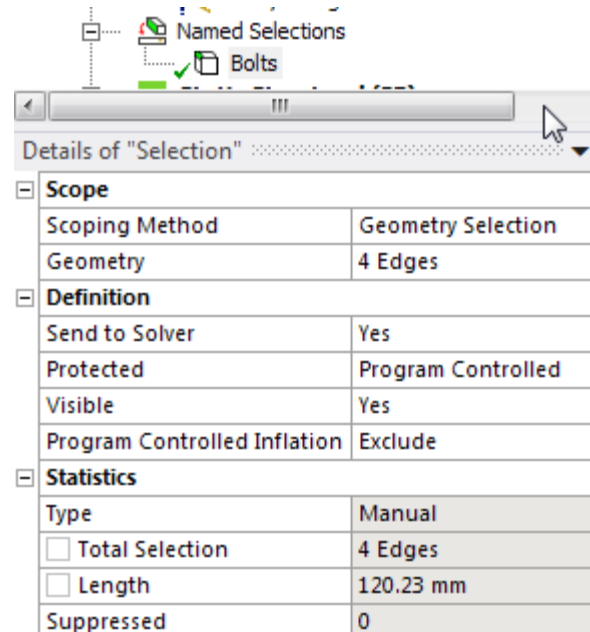 Named Selections
Bolts
Details of "Selection"
Scope
Scoping Method Geometry Selection
Geometry 4 Edges
Definition
Send to Solver Yes
Protected Program Controlled
Visible Yes
Program Controlled Inflation Exclude
Statistics
Type Manual
Total Selection 4 Edges
Length 120.23 mm
Suppressed 0